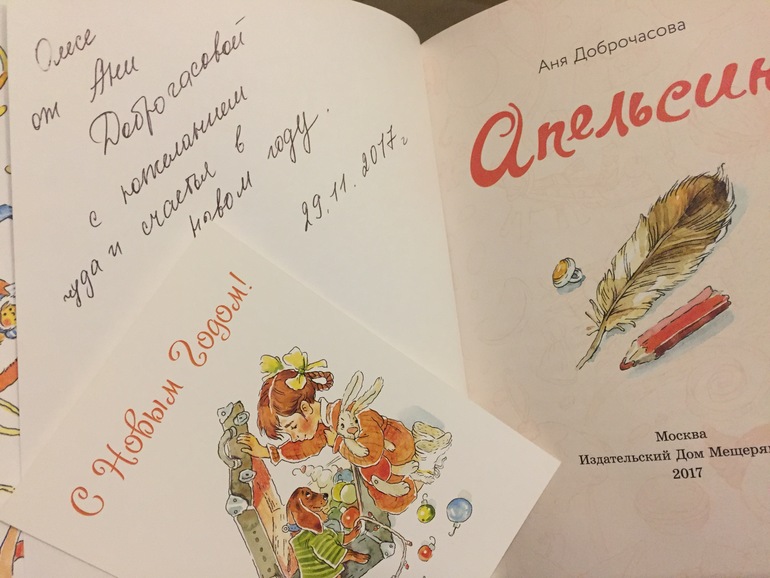 Олесе
от Ани
Доброчасовой
с пожеланием
чуда и счастья в
новом году.
29.11.2017г
С Новым Годом!
Аня Доброчасова
Апельсин
Москва
Издательский Дом Мещеряк
2017